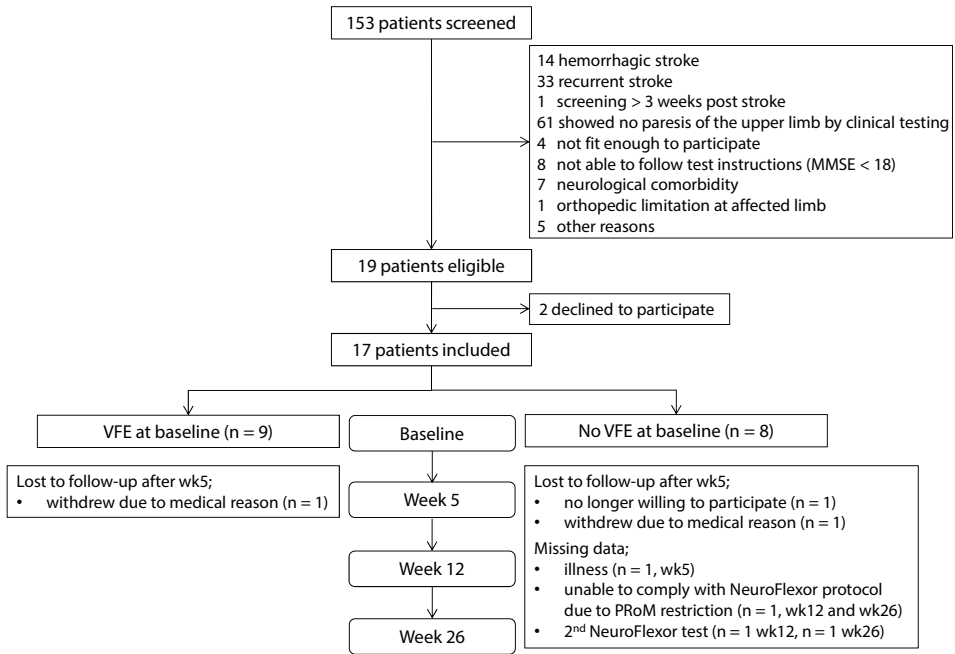 153 patients screened
14 hemorrhagic stroke
33 recurrent stroke
1 screening > 3 weeks post stroke
61 showed no paresis of the upper limb by clinical testing
4 not fit enough to participate
8 not able to follow test instructions (MMSE < 18)
7 neurological comorbidity
1 orthopedic limitation at affected limb
5 other reasons
19 patients eligible
2 declined to participate
17 patients included
VFE at baseline (n = 9)
Baseline
No VFE at baseline (n = 8)
Lost to follow-up after wk5;
• withdrew due to medical reason (n = 1)
Week 5
Week 12
Week 26
Lost to follow-up after wk5;
• no longer willing to participate (n = 1)
• withdrew due to medical reason (n = 1)
Missing data;
• illness (n = 1, wk5)
• unable to comply with NeuroFlexor protocol
due to PRoM restriction (n = 1, wk12 and wk26)
• 2nd NeuroFlexor test (n = 1 wk12, n = 1 wk26)